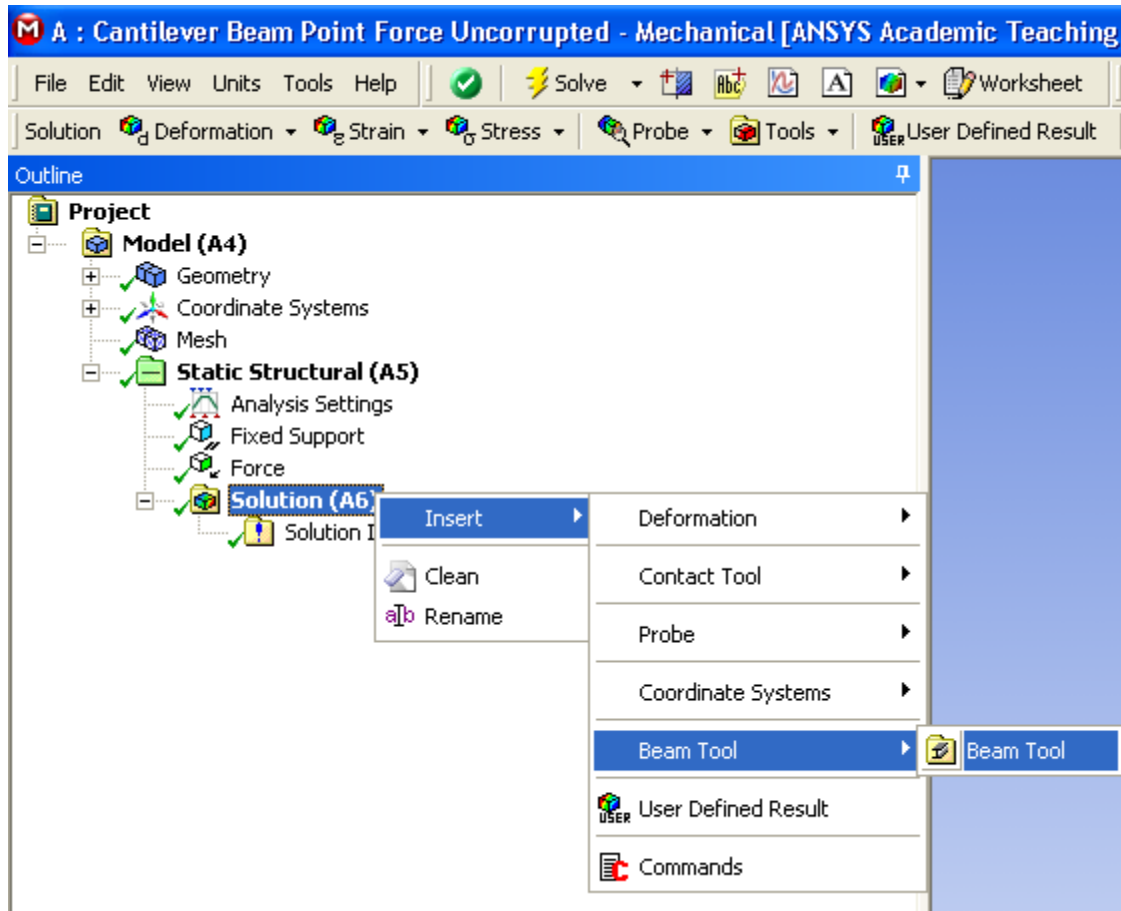 A : Cantilever Beam Point Force Uncorrupted - Mechanical [ANSYS Academic Teaching
File Edit View Units Tools Help Solve Worksheet
Solution Deformation Strain Stress Probe Tools User Defined Result
Outline
Project
Model (A4)
Geometry
Coordinate Systems
Mesh
Static Structural (A5)
Analysis Settings
Fixed Support
Force
Solution (A6)
Insert
Deformation
Solution I
Clean
Contact Tool
Rename
Probe
Coordinate Systems
Beam Tool
Beam Tool
User Defined Result
Commands